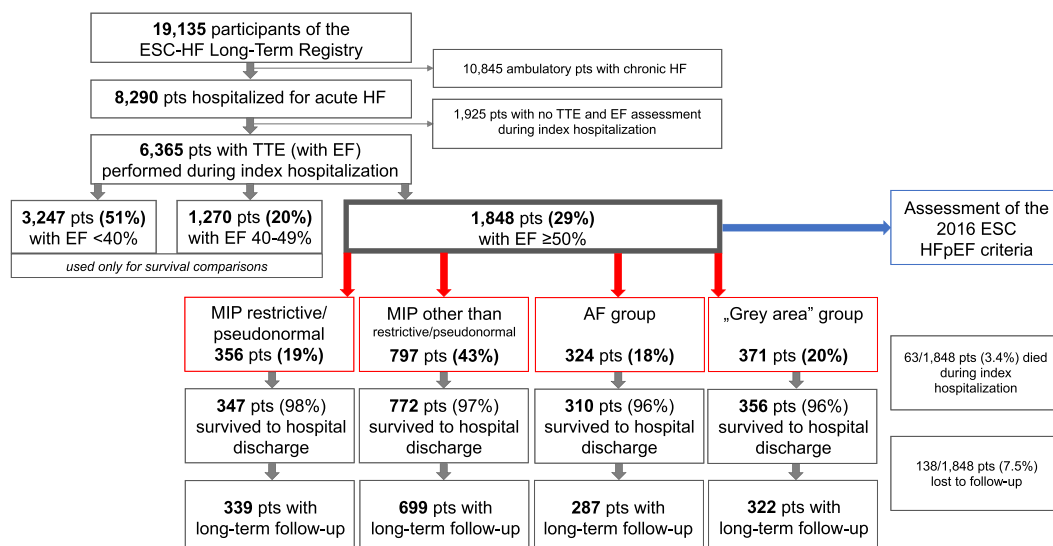 19,135 participants of the
ESC-HF Long-Term Registry
10,845 ambulatory pts with chronic HF
8,290 pts hospitalized for acute HF
1,925 pts with no TTE and EF assessment
during index hospitalization
6,365 pts with TTE (with EF)
performed during index hospitalization
3,247 pts (51%)
with EF <40%
1,270 pts (20%)
with EF 40-49%
used only for survival comparisons
1,848 pts (29%)
with EF ≥50%
Assessment of the
2016 ESC
HFpEF criteria
MIP restrictive/
pseudonormal
356 pts (19%)
MIP other than
restrictive/pseudonormal
797 pts (43%)
AF group
324 pts (18%)
„Grey area” group
371 pts (20%)
63/1,848 pts (3.4%) died
during index
hospitalization
347 pts (98%)
survived to hospital
discharge
772 pts (97%)
survived to hospital
discharge
310 pts (96%)
survived to hospital
discharge
356 pts (96%)
survived to hospital
discharge
138/1,848 pts (7.5%)
lost to follow-up
339 pts with
long-term follow-up
699 pts with
long-term follow-up
287 pts with
long-term follow-up
322 pts with
long-term follow-up